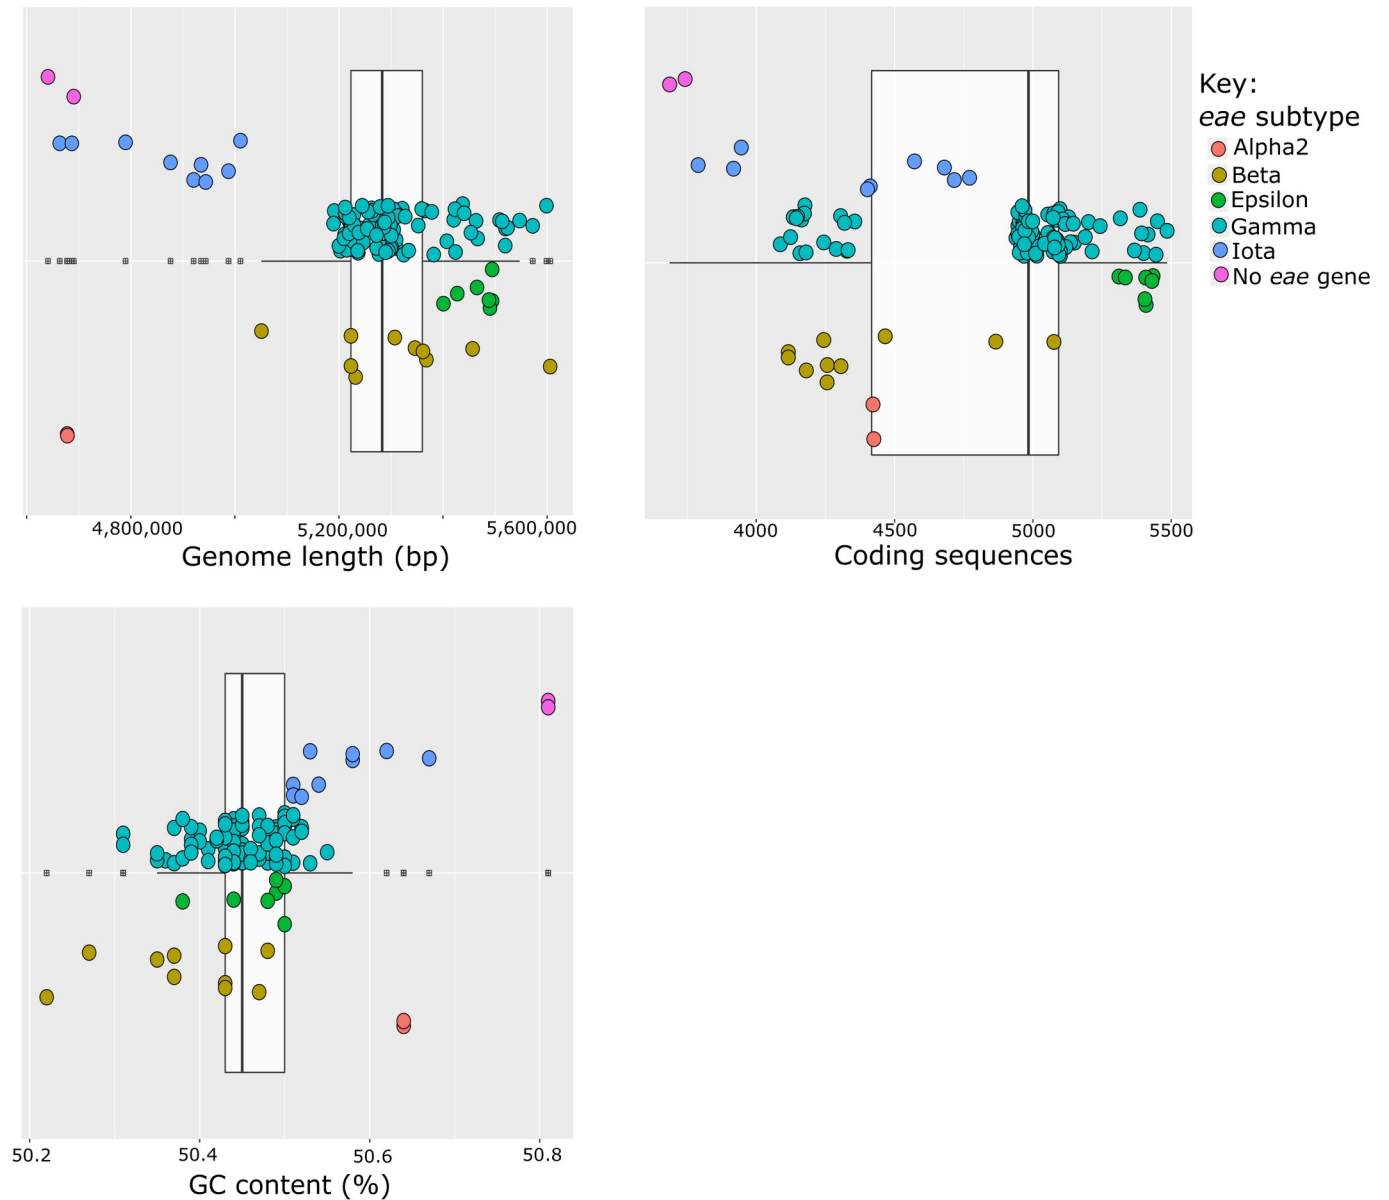 Key:
eae subtype
Alpha2
Beta
Epsilon
Gamma
Iota
No eae gene
4,800,000 5,200,000 5,600,000
Genome length (bp)
4000 4500 5000 5500
Coding sequences
50.2 50.4 50.6 50.8
GC content (%)